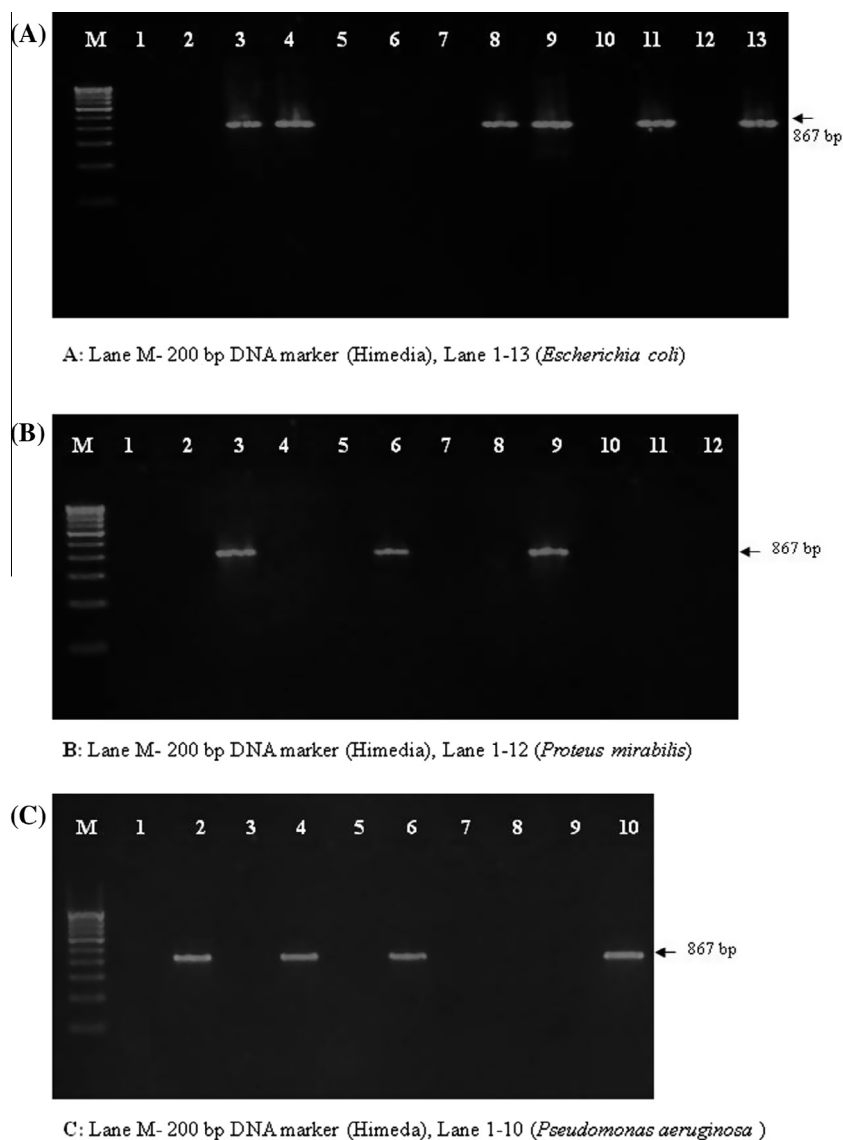 (A)
M 1 2 3 4 5 6 7 8 9 10 11 12 13
867 bp
A: Lane M- 200 bp DNA marker (Himedia), Lane 1-13 (Escherichia coli)
(B)
M 1 2 3 4 5 6 7 8 9 10 11 12
867 bp
B: Lane M- 200 bp DNA marker (Himedia), Lane 1-12 (Proteus mirabilis)
(C)
M 1 2 3 4 5 6 7 8 9 10
867 bp
C: Lane M- 200 bp DNA marker (Himeda), Lane 1-10 (Pseudomonas aeruginosa )